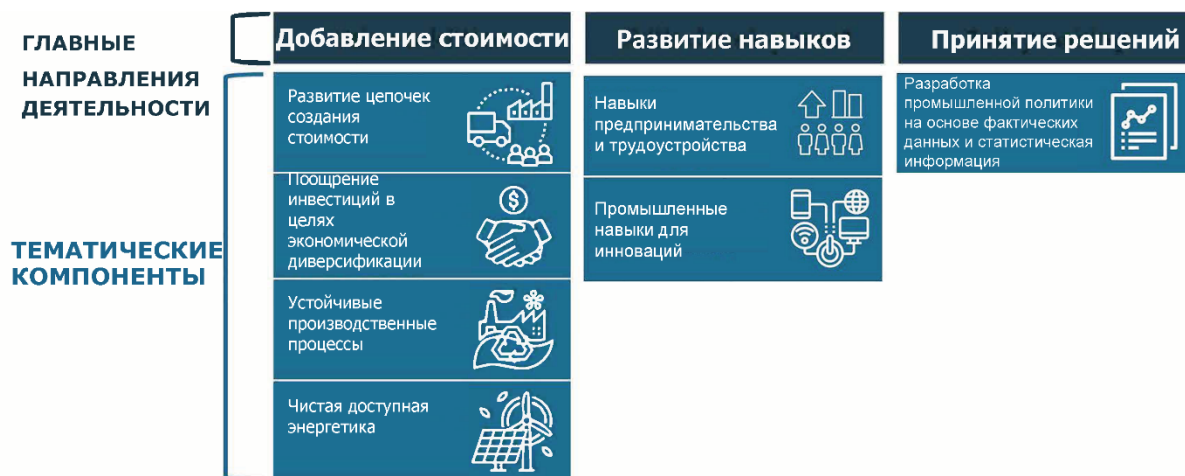 ГЛАВНЫЕ
НАПРАВЛЕНИЯ
ДЕЯТЕЛЬНОСТИ
Добавление стоимости
Развитие навыков
Принятие решений
ТЕМАТИЧЕСКИЕ
КОМПОНЕНТЫ
Развитие цепочек
создания
стоимости
Поощрение
инвестиций в
целях
экономической
диверсификации
Устойчивые
производственные
процессы
Чистая доступная
энергетика
Навыки
предпринимательства
и трудоустройства
Промышленные
навыки для
инноваций
Разработка
промышленной политики
на основе фактических
данных и статистическая
информация